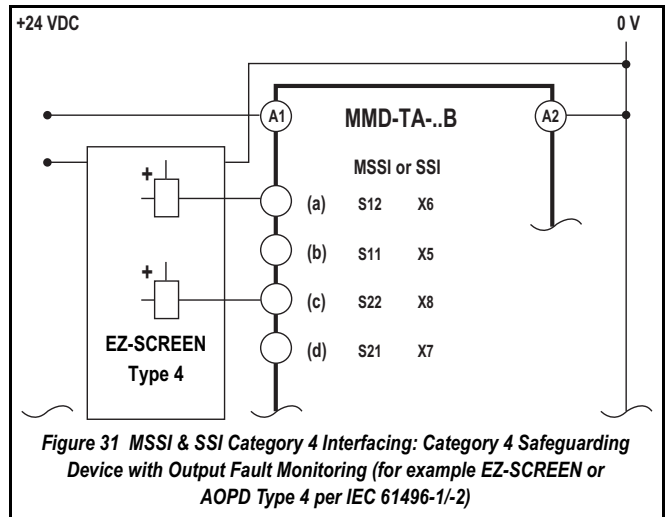 +24 VDC 0 V
A1 MMD-TA-..B A2
MSSI or SSI
+
(a) S12 X6
(b) S11 X5
+
(c) S22 X8
EZ-SCREEN
Type 4
(d) S21 X7
Figure 31 MSSI & SSI Category 4 Interfacing: Category 4 Safeguarding
Device with Output Fault Monitoring (for example EZ-SCREEN or
AOPD Type 4 per IEC 61496-1/-2)